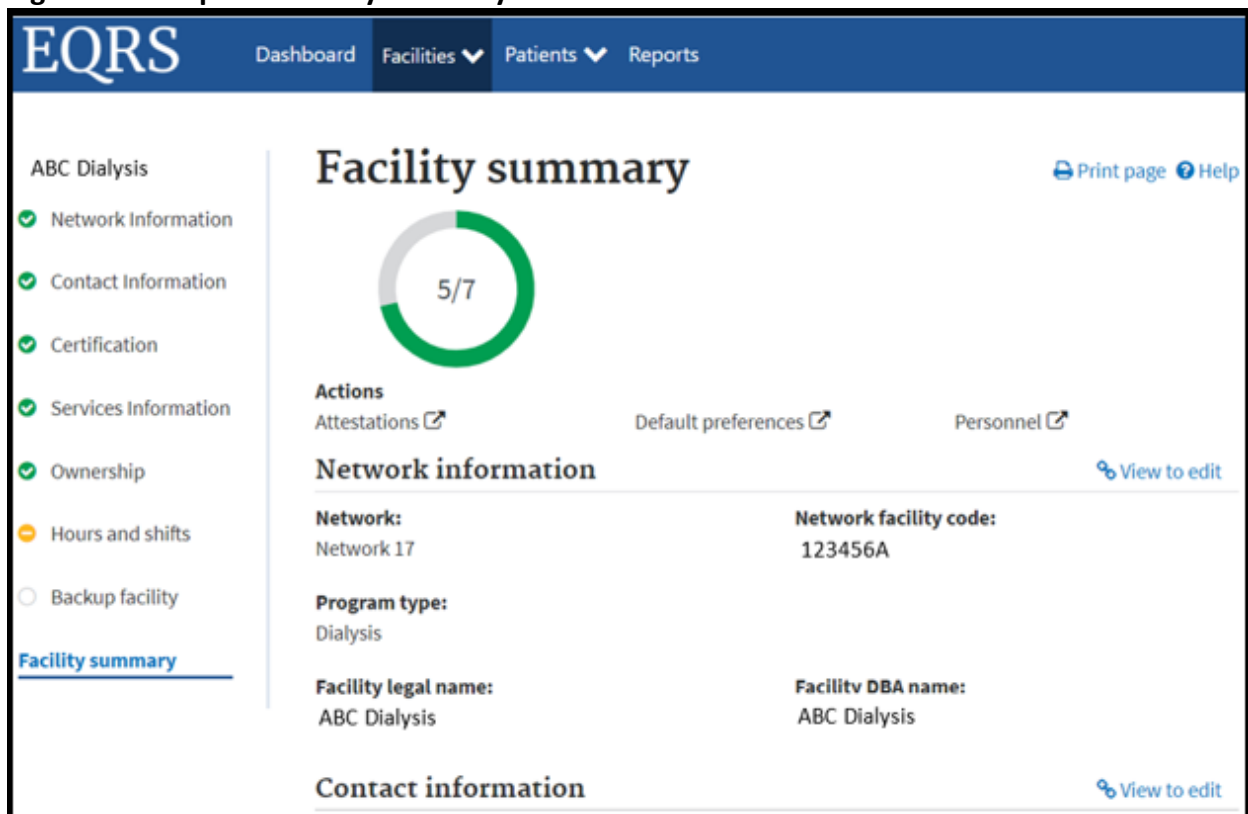 EQRS Dashboard Facilities Patients Reports
ABC Dialysis
Network Information
Contact Information
Certification
Services Information
Ownership
Hours and shifts
Backup facility
Facility summary
Facility summary
Print page Help
5/7
Actions
Attestations Default preferences Personnel
Network information View to edit
Network: Network facility code:
Network 17 123456A
Program type:
Dialysis
Facility legal name: Facility DBA name:
ABC Dialysis ABC Dialysis
Contact information View to edit